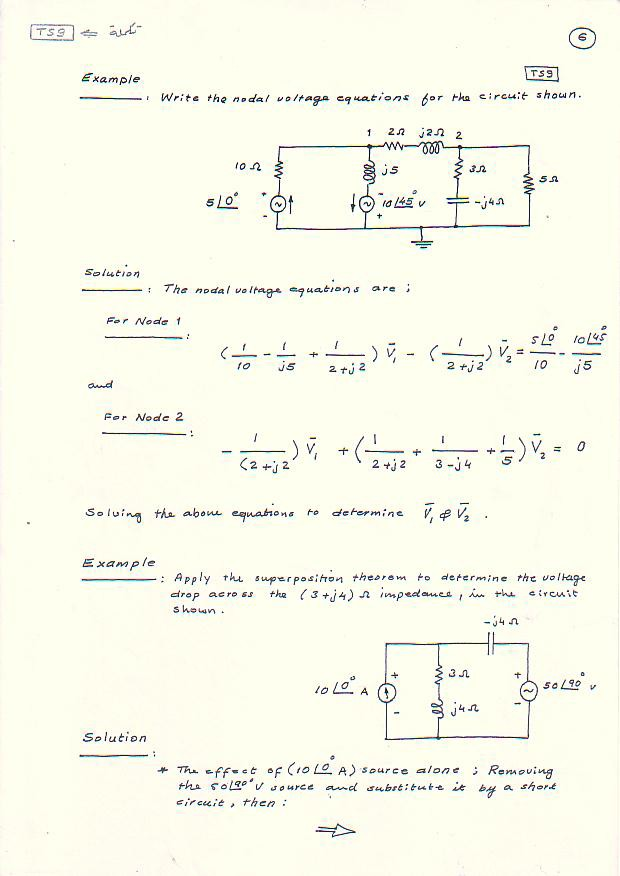 TS9 ⇐ تكملة
6
TS9
Example
: Write the nodal voltage equations for the circuit shown.
1 2Ω j2Ω 2
10 Ω j5 3Ω 5Ω
5∠0° + - - 10∠45° v + -j4Ω
Solution
: The nodal voltage equations are ;
For Node 1
:
(1/10 - 1/j5 + 1/(2+j2)) V̄₁ - (1/(2+j2)) V̄₂ = 5∠0°/10 - 10∠45°/j5
and
For Node 2
:
- 1/(2+j2) ) V̄₁ + (1/(2+j2) + 1/(3-j4) + 1/5) V̄₂ = 0
Solving the above equations to determine V̄₁ & V̄₂ .
Example
: Apply the superposition theorem to determine the voltage
drop across the (3+j4) Ω impedance, in the circuit
shown.
-j4Ω
10∠0° A + - 3Ω j4Ω + - 50∠90° v
Solution
:
* The effect of (10∠0° A) source alone ; Removing
the 50∠90° V source and substitute it by a short
circuit, then :
⇒